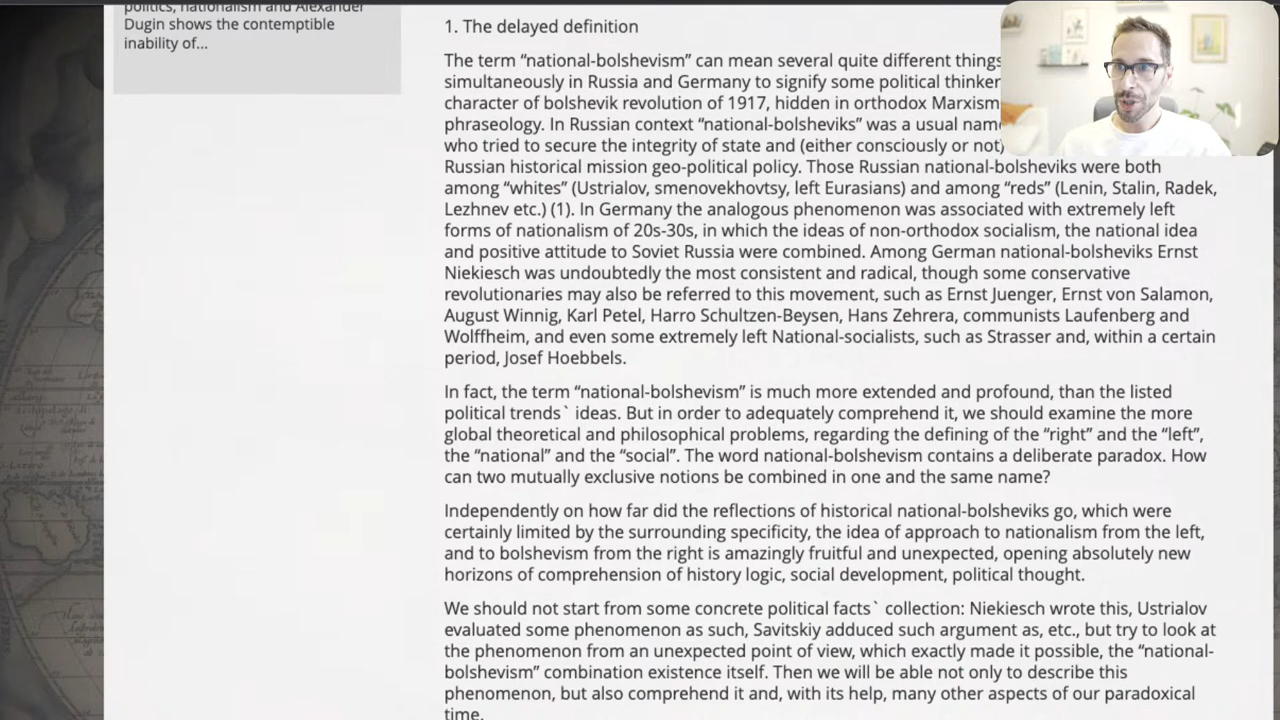 politics, nationalism and Alexander
Dugin shows the contemptible
inability of...
1. The delayed definition
The term “national-bolshevism” can mean several quite different things
simultaneously in Russia and Germany to signify some political thinker
character of bolshevik revolution of 1917, hidden in orthodox Marxism
phraseology. In Russian context “national-bolsheviks” was a usual name
who tried to secure the integrity of state and (either consciously or not)
Russian historical mission geo-political policy. Those Russian national-bolsheviks were both
among “whites” (Ustrialov, smenovekhovtsy, left Eurasians) and among “reds” (Lenin, Stalin, Radek,
Lezhnev etc.) (1). In Germany the analogous phenomenon was associated with extremely left
forms of nationalism of 20s-30s, in which the ideas of non-orthodox socialism, the national idea
and positive attitude to Soviet Russia were combined. Among German national-bolsheviks Ernst
Niekiesch was undoubtedly the most consistent and radical, though some conservative
revolutionaries may also be referred to this movement, such as Ernst Juenger, Ernst von Salamon,
August Winnig, Karl Petel, Harro Schultzen-Beysen, Hans Zehrera, communists Laufenberg and
Wolffheim, and even some extremely left National-socialists, such as Strasser and, within a certain
period, Josef Hoebbels.
In fact, the term “national-bolshevism” is much more extended and profound, than the listed
political trends` ideas. But in order to adequately comprehend it, we should examine the more
global theoretical and philosophical problems, regarding the defining of the “right” and the “left”,
the “national” and the “social”. The word national-bolshevism contains a deliberate paradox. How
can two mutually exclusive notions be combined in one and the same name?
Independently on how far did the reflections of historical national-bolsheviks go, which were
certainly limited by the surrounding specificity, the idea of approach to nationalism from the left,
and to bolshevism from the right is amazingly fruitful and unexpected, opening absolutely new
horizons of comprehension of history logic, social development, political thought.
We should not start from some concrete political facts` collection: Niekiesch wrote this, Ustrialov
evaluated some phenomenon as such, Savitskiy adduced such argument as, etc., but try to look at
the phenomenon from an unexpected point of view, which exactly made it possible, the “national-
bolshevism” combination existence itself. Then we will be able not only to describe this
phenomenon, but also comprehend it and, with its help, many other aspects of our paradoxical
time.